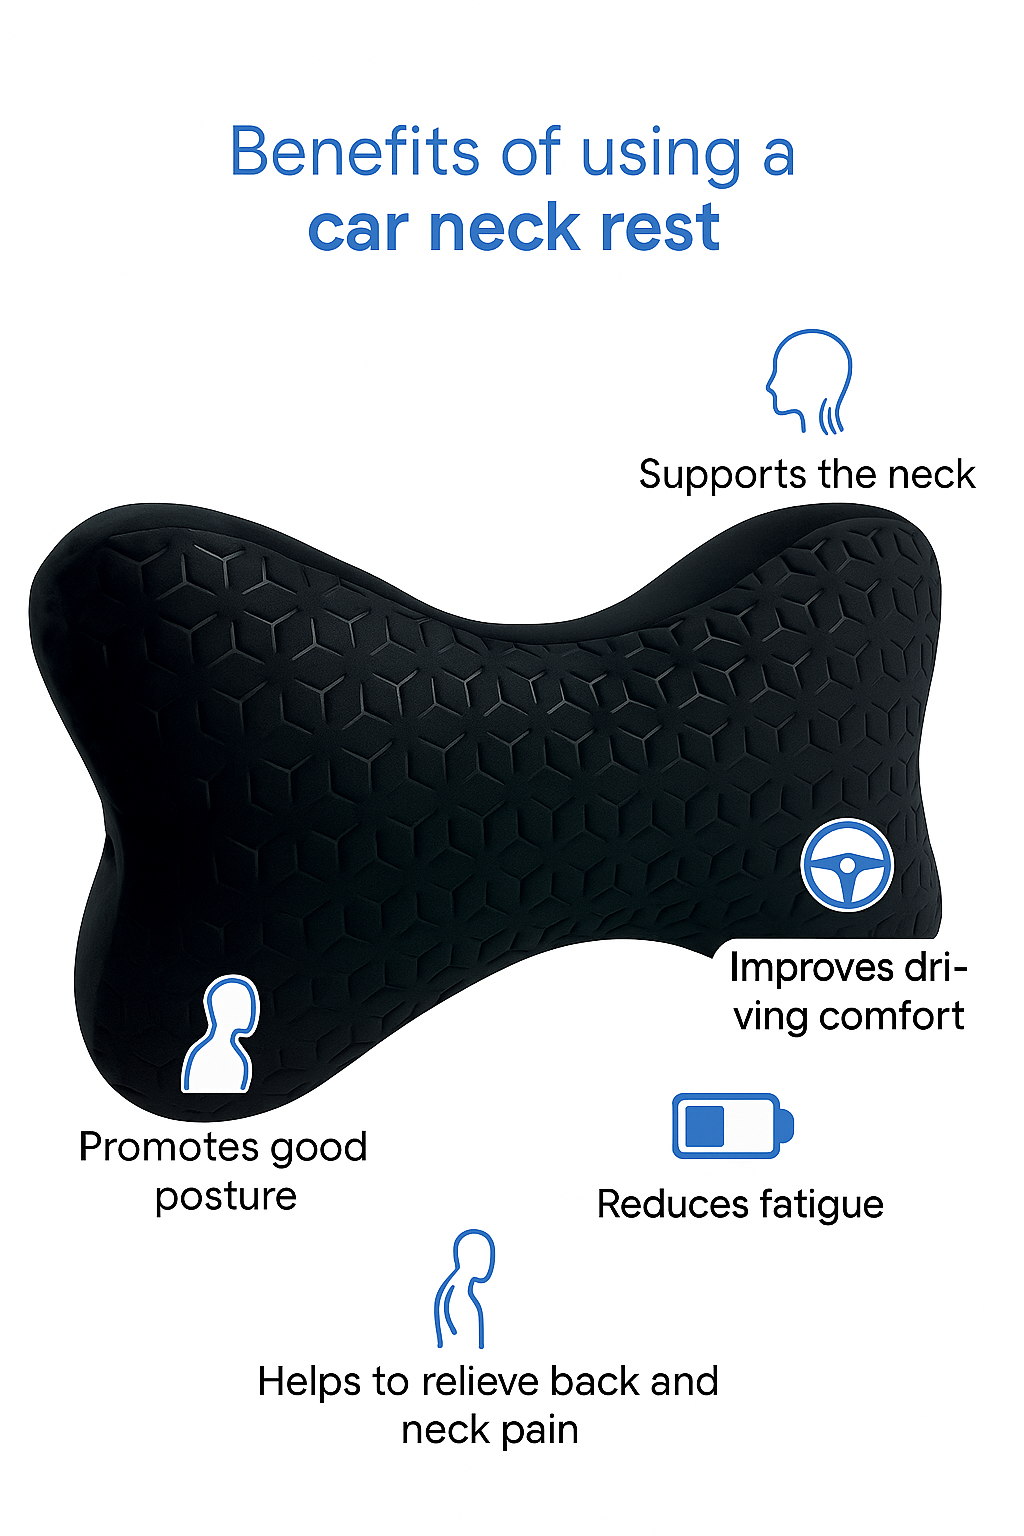 Benefits of using a
car neck rest
Supports the neck
Improves dri-
ving comfort
Promotes good
posture
Reduces fatigue
Helps to relieve back and
neck pain